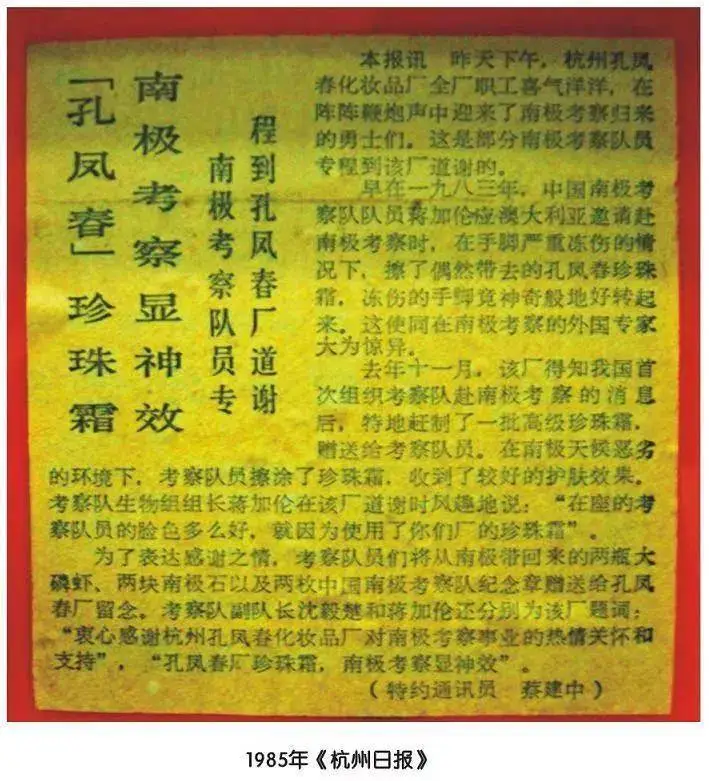 「孔凤春」珍珠霜
南极考察显神效
南极考察队员专
程到孔凤春厂道谢
本报讯 昨天下午，杭州孔凤
春化妆品厂全厂职工喜气洋洋，在
阵阵鞭炮声中迎来了南极考察归来
的勇士们。这是部分南极考察队员
专程到该厂道谢的。
早在一九八三年，中国南极考
察队队员蒋加伦应澳大利亚邀请赴
南极考察时，在手脚严重冻伤的情
况下，擦了偶然带去的孔凤春珍珠
霜，冻伤的手脚竟神奇般地好转起
来。这使同在南极考察的外国专家
大为惊异。
去年十一月，该厂得知我国首
次组织考察队赴南极考察的消息
后，特地赶制了一批高级珍珠霜，
赠送给考察队员。在南极天候恶劣
的环境下，考察队员擦涂了珍珠霜，收到了较好的护肤效果。
考察队生物组组长蒋加伦在该厂道谢时风趣地说：“在座的考
察队员的脸色多么好，就因为使用了你们厂的珍珠霜”。
为了表达感谢之情，考察队员们将从南极带回来的两瓶大
磷虾、两块南极石以及两枚中国南极考察队纪念章赠送给孔凤
春厂留念。考察队副队长沈毅楚和蒋加伦还分别为该厂题词：
“衷心感谢杭州孔凤春化妆品厂对南极考察事业的热情关怀和
支持”，“孔凤春厂珍珠霜，南极考察显神效”。
（特约通讯员 蔡建中）
1985年《杭州日报》